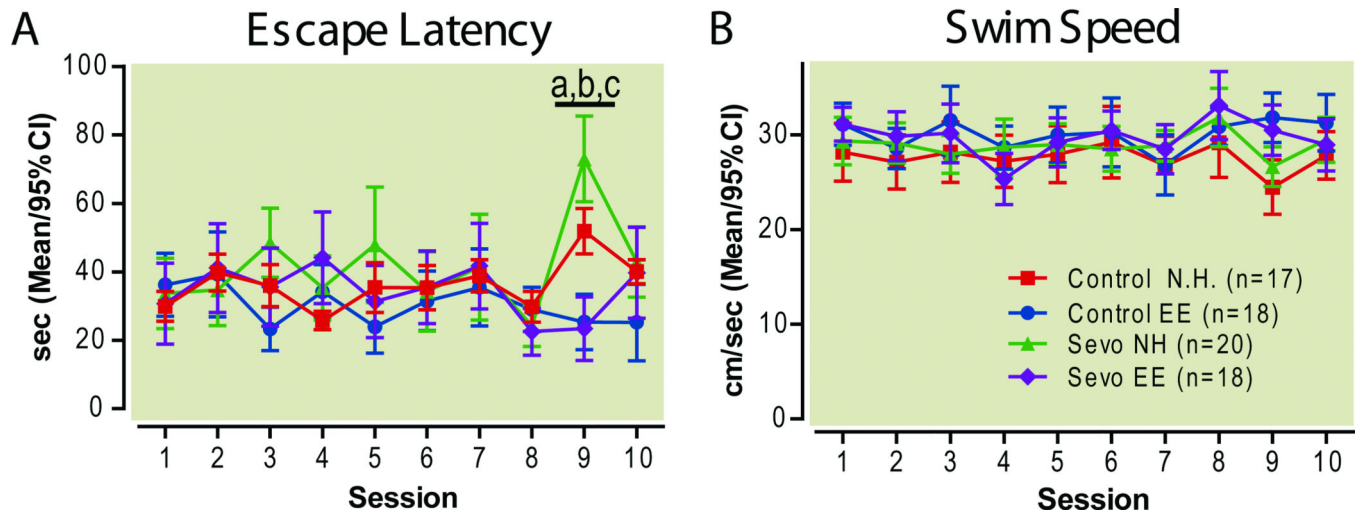 A
Escape Latency
sec (Mean/95%CI)
100
80
60
40
20
0
a,b,c
1 2 3 4 5 6 7 8 9 10
Session
B
Swim Speed
cm/sec (Mean/95%CI)
30
20
10
0
Control N.H. (n=17)
Control EE (n=18)
Sevo NH (n=20)
Sevo EE (n=18)
1 2 3 4 5 6 7 8 9 10
Session